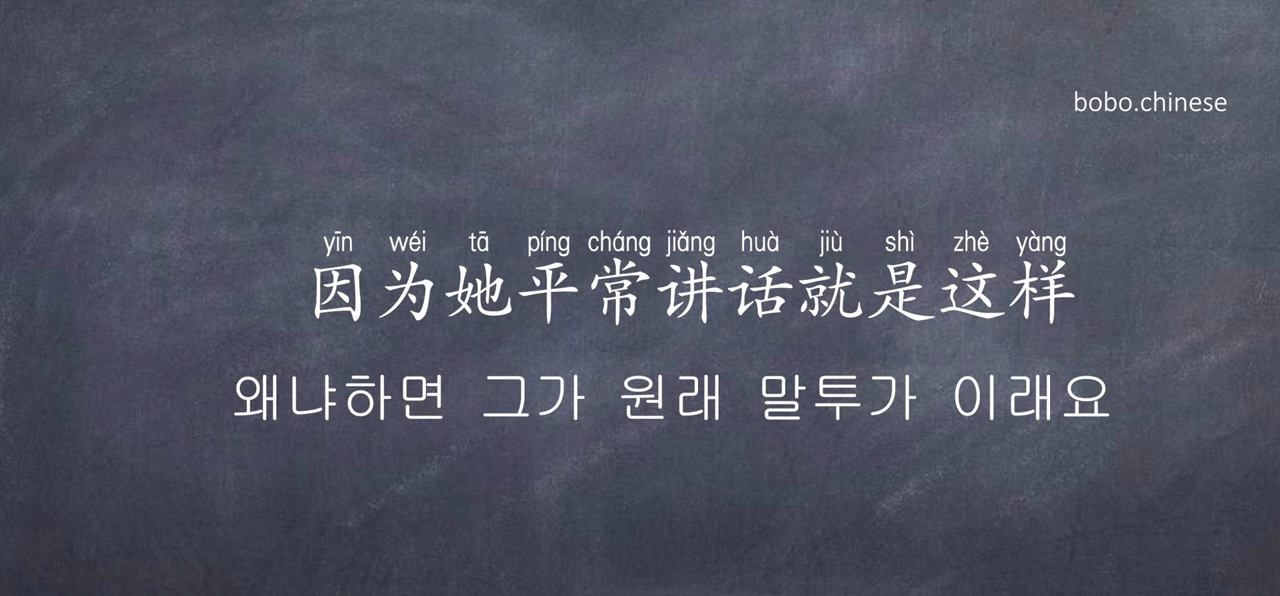 bobo.chinese
yīn wéi tā píng cháng jiǎng huà jiù shì zhè yàng
因为她平常讲话就是这样
왜냐하면 그가 원래 말투가 이래요